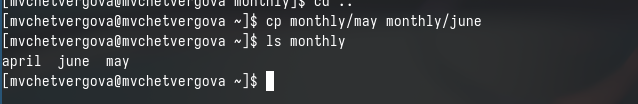 [mvchetvergova@mvchetvergova monthly]$ cd ..
[mvchetvergova@mvchetvergova ~]$ cp monthly/may monthly/june
[mvchetvergova@mvchetvergova ~]$ ls monthly
april  june  may
[mvchetvergova@mvchetvergova ~]$